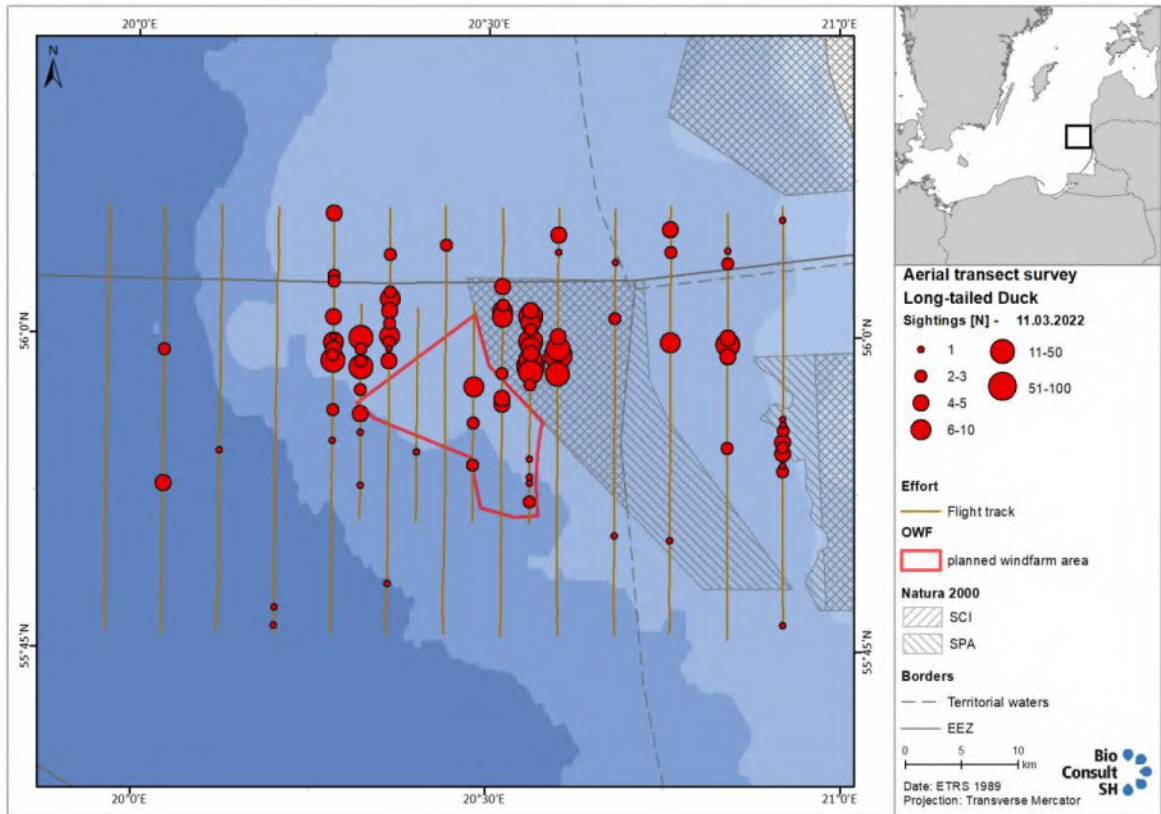 20°0'E
20°30'E
21°0'E
N
56°0'N
56°0'N
55°45'N
55°45'N
20°0'E
20°30'E
21°0'E
Aerial transect survey
Long-tailed Duck
Sightings [N] - 11.03.2022
1
11-50
2-3
51-100
4-5
6-10
Effort
Flight track
OWF
planned windfarm area
Natura 2000
SCI
SPA
Borders
Territorial waters
EEZ
0 5 10
km
Bio
Consult
SH
Date: ETRS 1989
Projection: Transverse Mercator